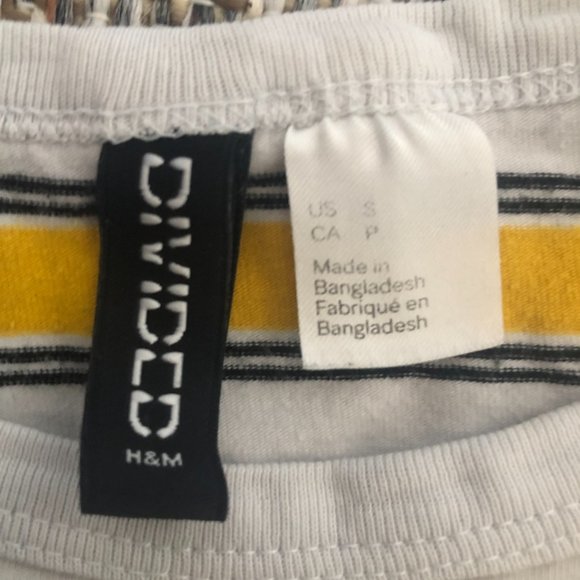 DIVIDED
H&M
US S
CA P
Made in
Bangladesh
Fabriqué en
Bangladesh